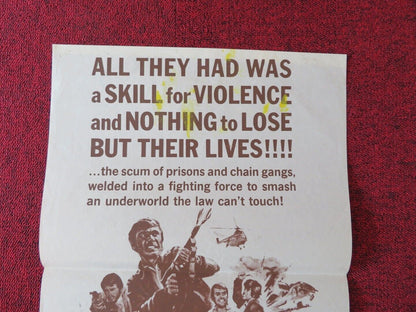 ALL THEY HAD WAS
a SKILL for VIOLENCE
and NOTHING to LOSE
BUT THEIR LIVES!!!!
...the scum of prisons and chain gangs,
welded into a fighting force to smash
an underworld the law can't touch!